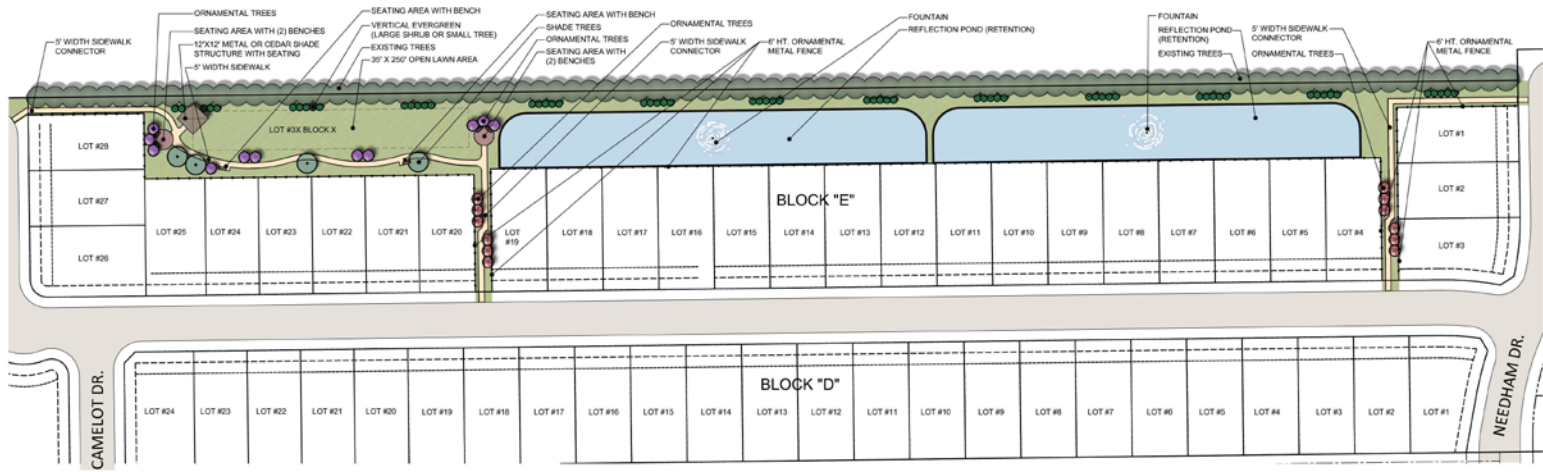 ORNAMENTAL TREES
SEATING AREA WITH (2) BENCHES
12'X12' METAL OR CEDAR SHADE
STRUCTURE WITH SEATING
5' WIDTH SIDEWALK
5' WIDTH SIDEWALK
CONNECTOR
SEATING AREA WITH BENCH
VERTICAL EVERGREEN
(LARGE SHRUB OR SMALL TREE)
EXISTING TREES
35' X 250' OPEN LAWN AREA
SEATING AREA WITH BENCH
SHADE TREES
ORNAMENTAL TREES
SEATING AREA WITH
(2) BENCHES
ORNAMENTAL TREES
5' WIDTH SIDEWALK
CONNECTOR
6' HT. ORNAMENTAL
METAL FENCE
FOUNTAIN
REFLECTION POND (RETENTION)
FOUNTAIN
REFLECTION POND
(RETENTION)
EXISTING TREES
5' WIDTH SIDEWALK
CONNECTOR
ORNAMENTAL TREES
6' HT. ORNAMENTAL
METAL FENCE
LOT #3X BLOCK X
LOT #28
LOT #27
LOT #26
LOT #25
LOT #24
LOT #23
LOT #22
LOT #21
LOT #20
LOT
#19
LOT #18
LOT #17
LOT #16
LOT #15
LOT #14
LOT #13
LOT #12
LOT #11
LOT #10
LOT #9
LOT #8
LOT #7
LOT #6
LOT #5
LOT #4
LOT #1
LOT #2
LOT #3
BLOCK "E"
BLOCK "D"
LOT #24
LOT #23
LOT #22
LOT #21
LOT #20
LOT #19
LOT #18
LOT #17
LOT #16
LOT #15
LOT #14
LOT #13
LOT #12
LOT #11
LOT #10
LOT #9
LOT #8
LOT #7
LOT #6
LOT #5
LOT #4
LOT #3
LOT #2
LOT #1
CAMELOT DR.
NEEDHAM DR.